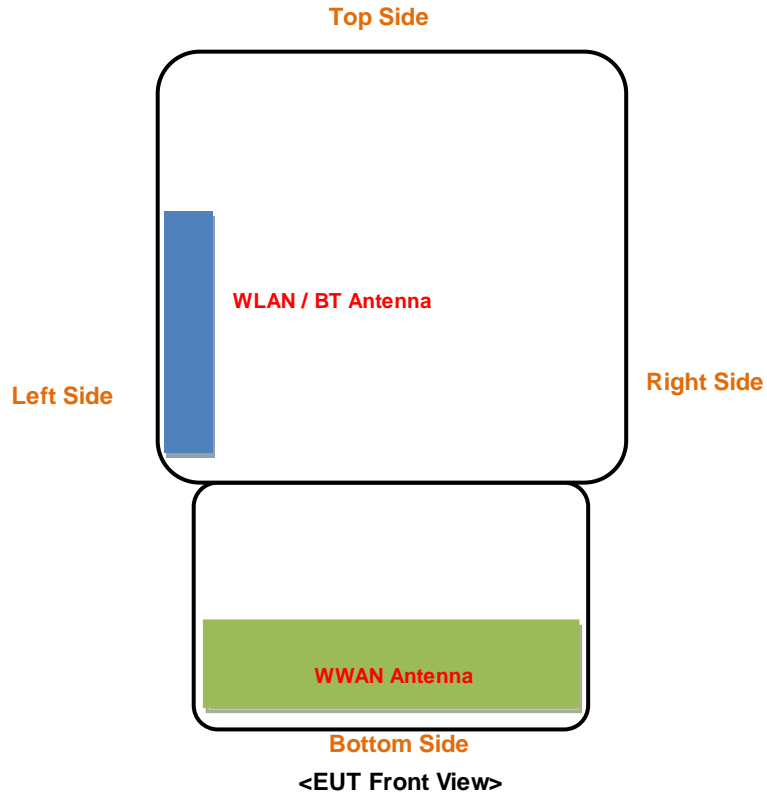 Top Side
WLAN / BT Antenna
Left Side
Right Side
WWAN Antenna
Bottom Side
<EUT Front View>